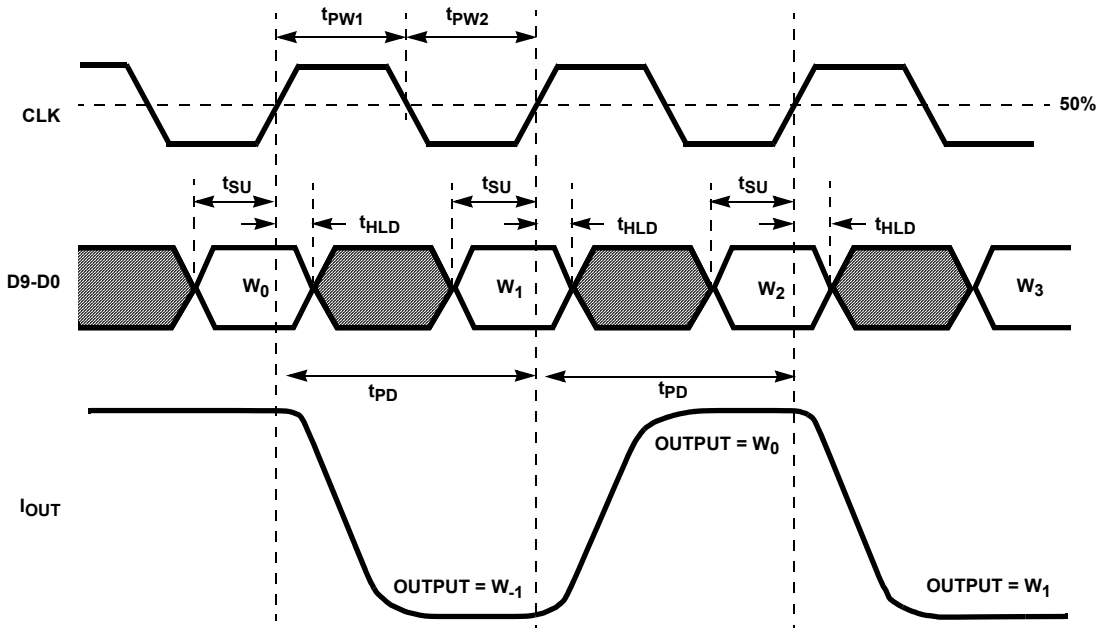 tPW1 tPW2
CLK
50%
tSU tSU tSU
tHLD tHLD tHLD
D9-D0
W0 W1 W2 W3
tPD tPD
OUTPUT = W0
IOUT
OUTPUT = W-1 OUTPUT = W1